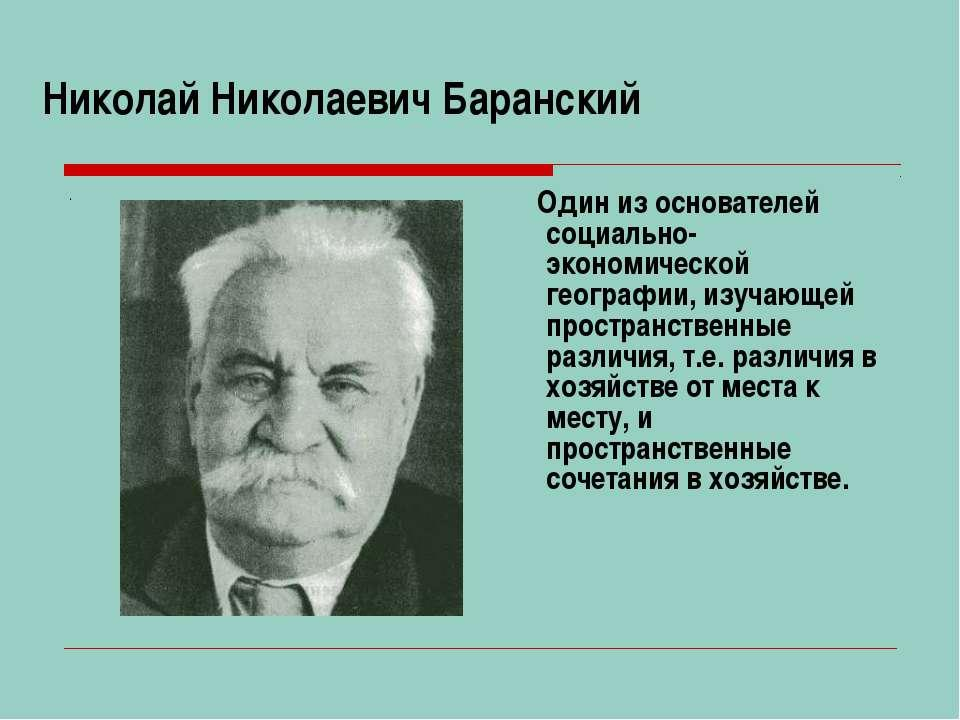 Николай Николаевич Баранский
Один из основателей
социально-
экономической
географии, изучающей
пространственные
различия, т.е. различия в
хозяйстве от места к
месту, и
пространственные
сочетания в хозяйстве.